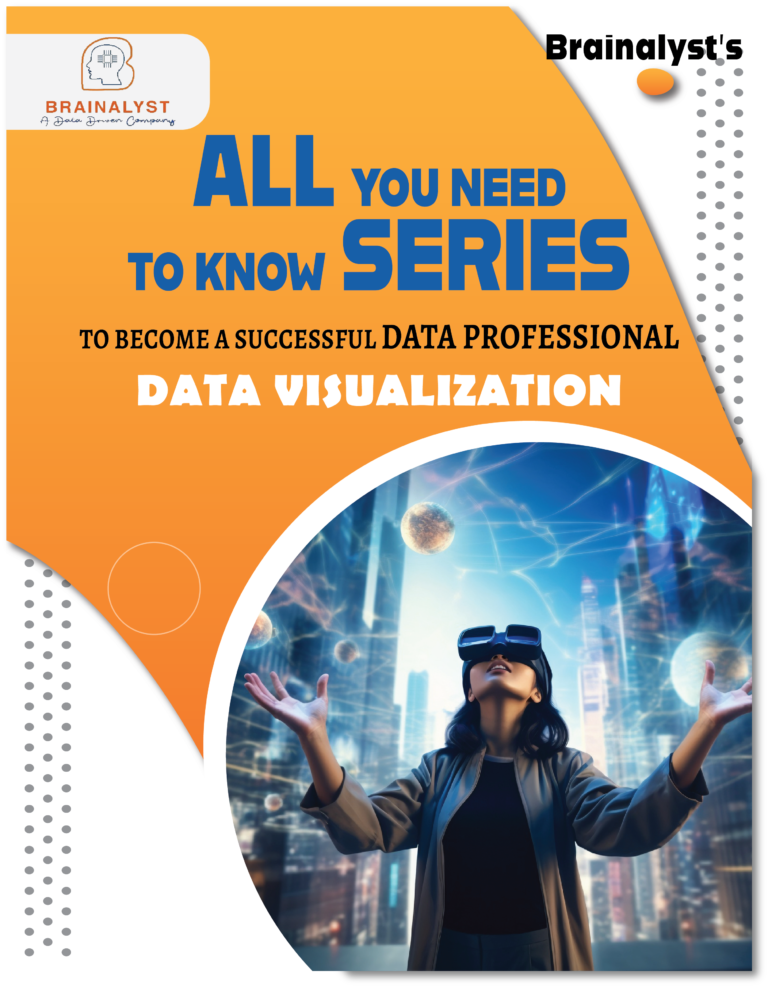 Brainalyst's
BRAINALYST
A Data Driven Company
ALL YOU NEED
TO KNOW SERIES
TO BECOME A SUCCESSFUL DATA PROFESSIONAL
DATA VISUALIZATION